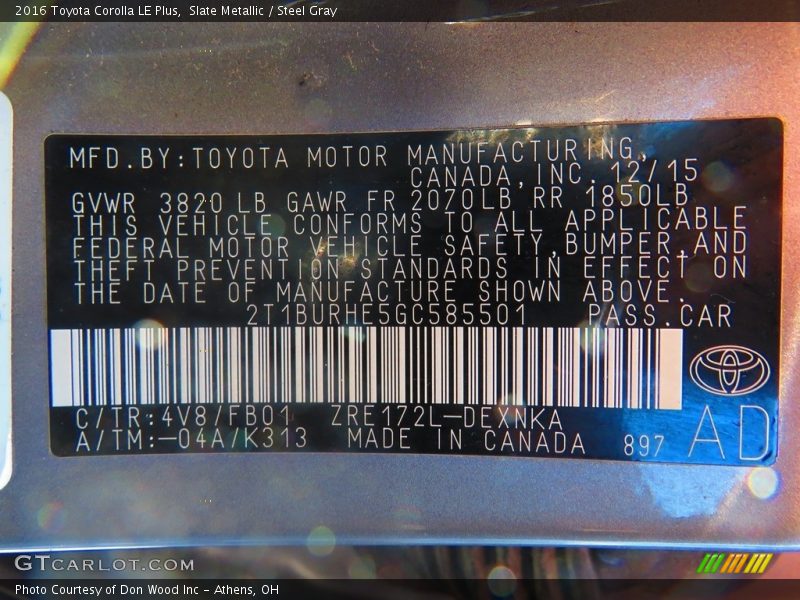 2016 Toyota Corolla LE Plus,  Slate Metallic / Steel Gray
MFD.BY:TOYOTA MOTOR MANUFACTURING,
CANADA,INC. 12/15
GVWR 3820 LB GAWR FR 2070LB RR 1850LB
THIS VEHICLE CONFORMS TO ALL APPLICABLE
FEDERAL MOTOR VEHICLE SAFETY,BUMPER,AND
THEFT PREVENTION STANDARDS IN EFFECT ON
THE DATE OF MANUFACTURE SHOWN ABOVE.
2T1BURHE5GC585501 PASS.CAR
C/TR:4V8/FB01 ZRE172L-DEXNKA
A/TM:-04A/K313 MADE IN CANADA 897 AD
GTCARLOT.COM
Photo Courtesy of Don Wood Inc - Athens, OH